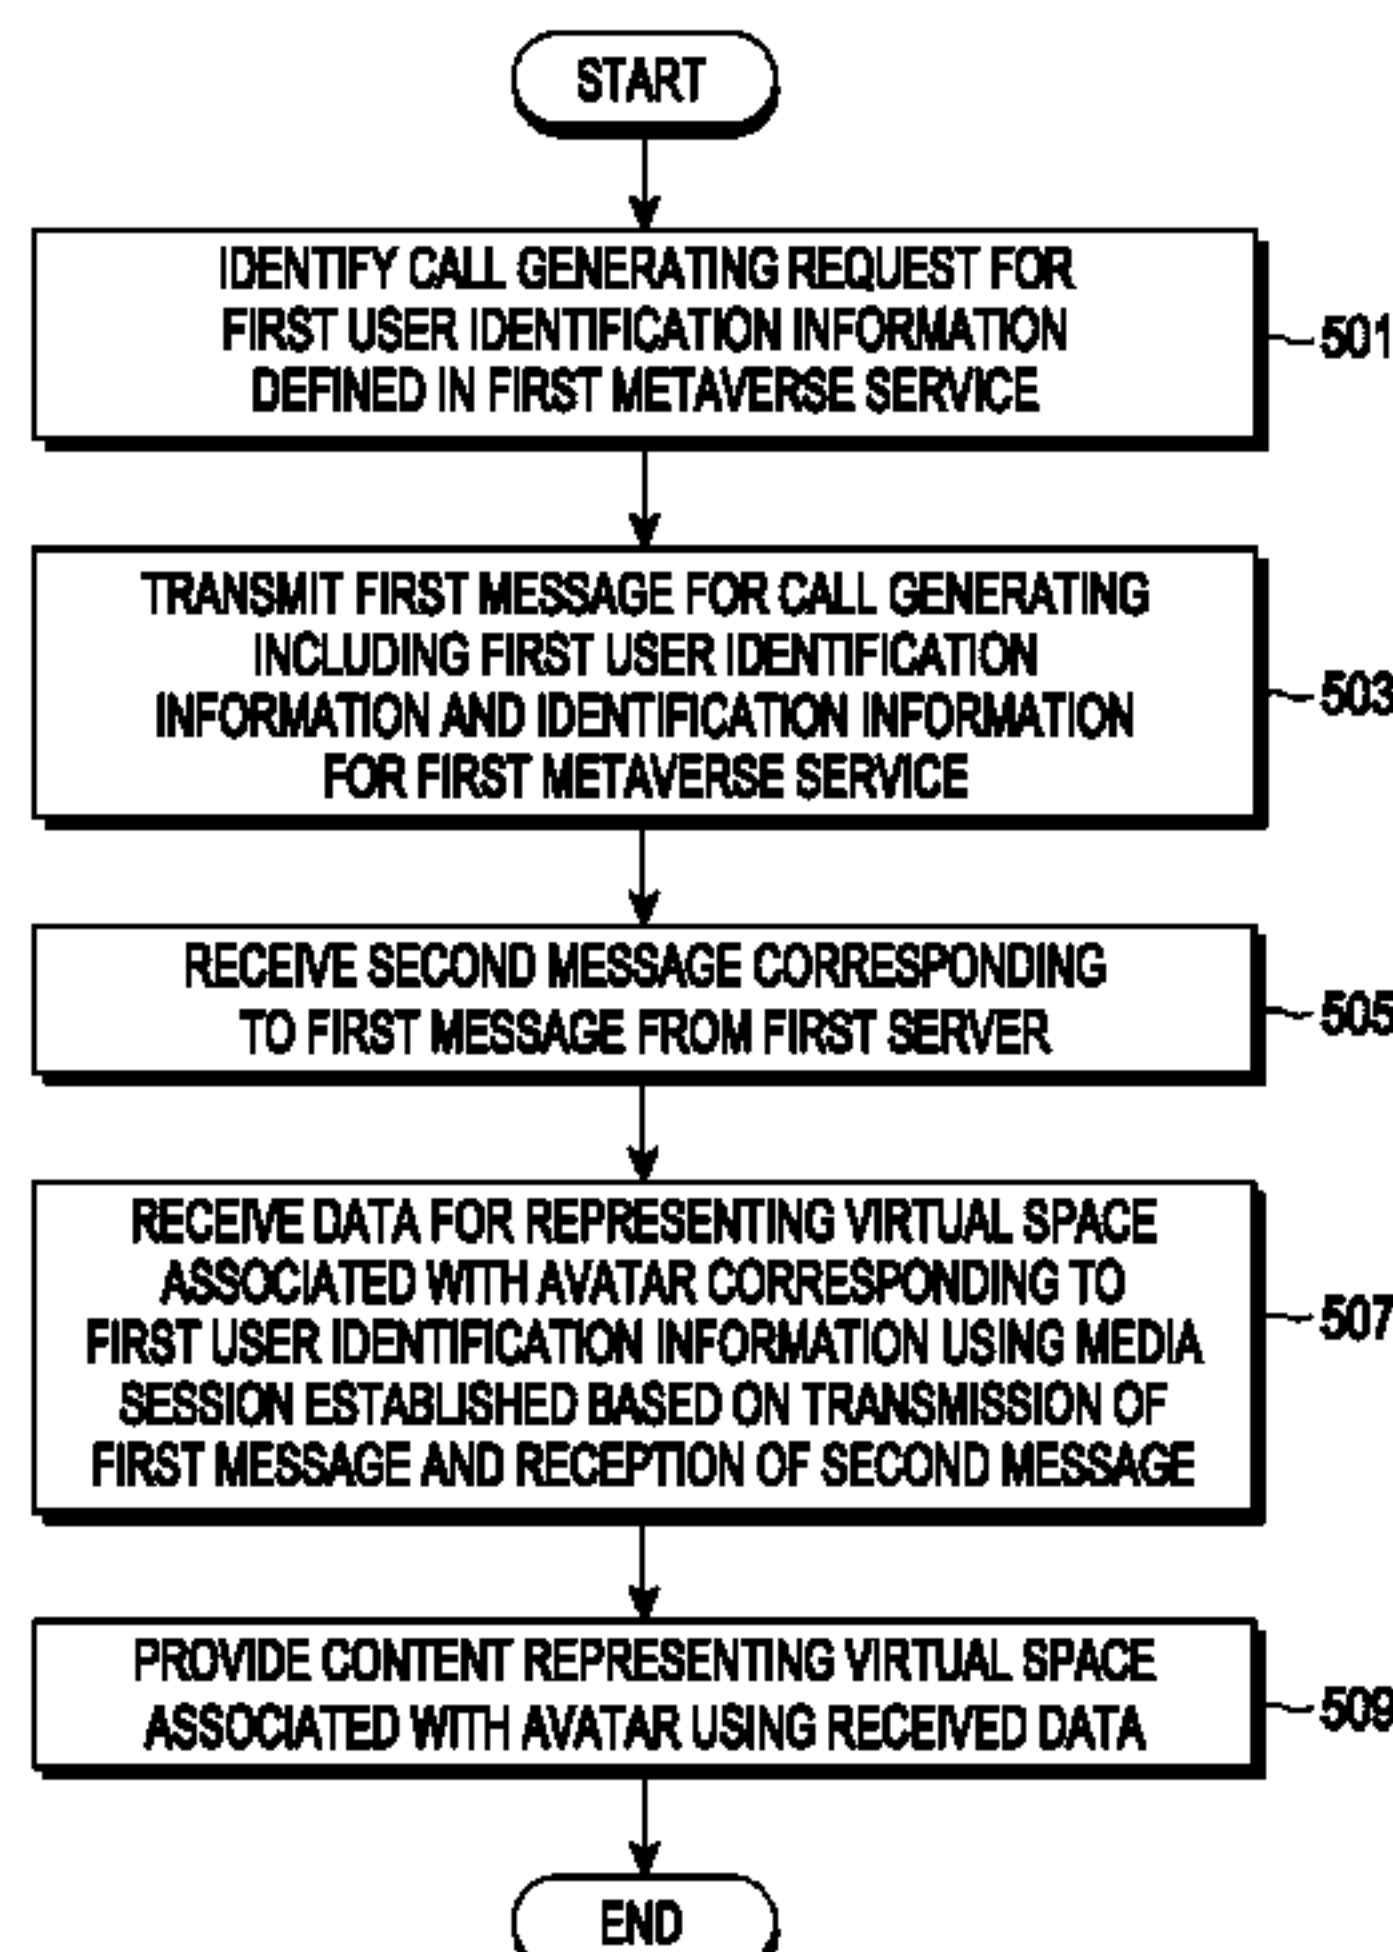 START
IDENTIFY CALL GENERATING REQUEST FOR
FIRST USER IDENTIFICATION INFORMATION
DEFINED IN FIRST METAVERSE SERVICE
501
TRANSMIT FIRST MESSAGE FOR CALL GENERATING
INCLUDING FIRST USER IDENTIFICATION
INFORMATION AND IDENTIFICATION INFORMATION
FOR FIRST METAVERSE SERVICE
503
RECEIVE SECOND MESSAGE CORRESPONDING
TO FIRST MESSAGE FROM FIRST SERVER
505
RECEIVE DATA FOR REPRESENTING VIRTUAL SPACE
ASSOCIATED WITH AVATAR CORRESPONDING TO
FIRST USER IDENTIFICATION INFORMATION USING MEDIA
SESSION ESTABLISHED BASED ON TRANSMISSION OF
FIRST MESSAGE AND RECEPTION OF SECOND MESSAGE
507
PROVIDE CONTENT REPRESENTING VIRTUAL SPACE
ASSOCIATED WITH AVATAR USING RECEIVED DATA
509
END